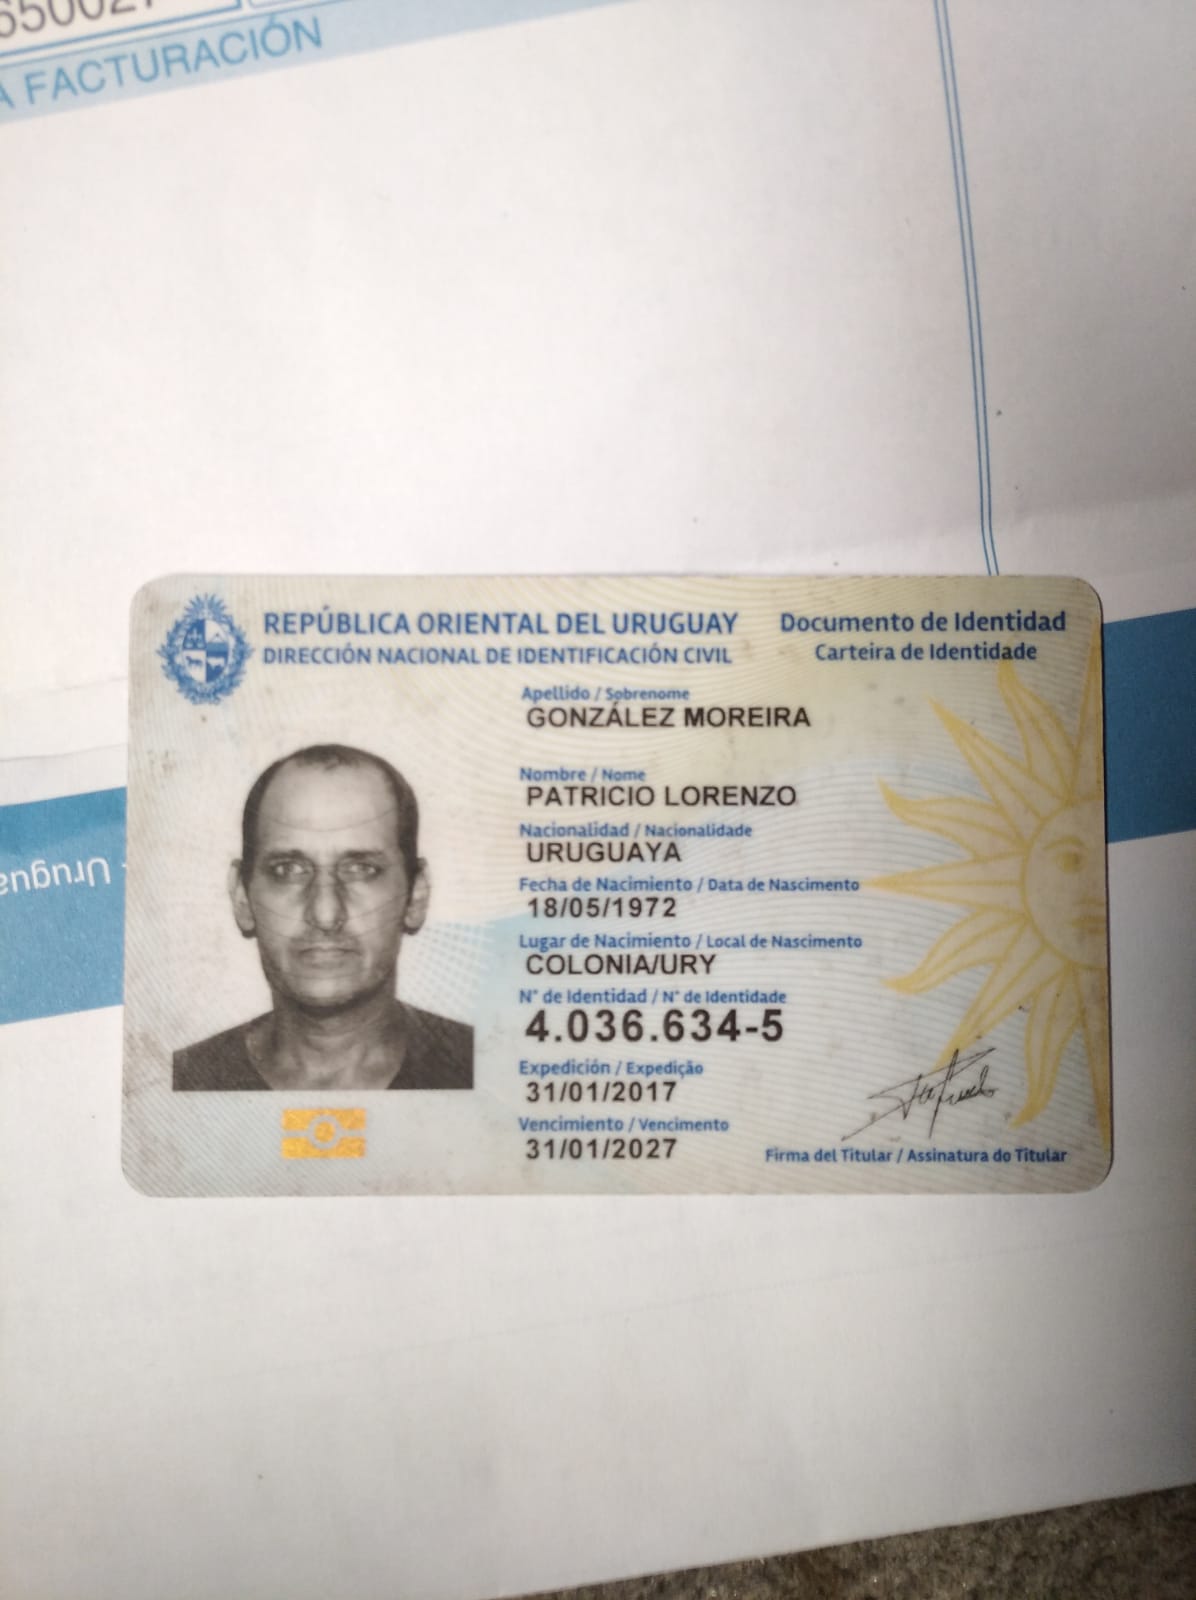 A FACTURACIÓN
REPÚBLICA ORIENTAL DEL URUGUAY
DIRECCIÓN NACIONAL DE IDENTIFICACIÓN CIVIL
Documento de Identidad
Carteira de Identidade
Apellido / Sobrenome
GONZÁLEZ MOREIRA
Nombre / Nome
PATRICIO LORENZO
Nacionalidad / Nacionalidade
URUGUAYA
Fecha de Nacimiento / Data de Nascimento
18/05/1972
Lugar de Nacimiento / Local de Nascimento
COLONIA/URY
N° de Identidad / N° de Identidade
4.036.634-5
Expedición / Expedição
31/01/2017
Vencimiento / Vencimento
31/01/2027
Firma del Titular / Assinatura do Titular